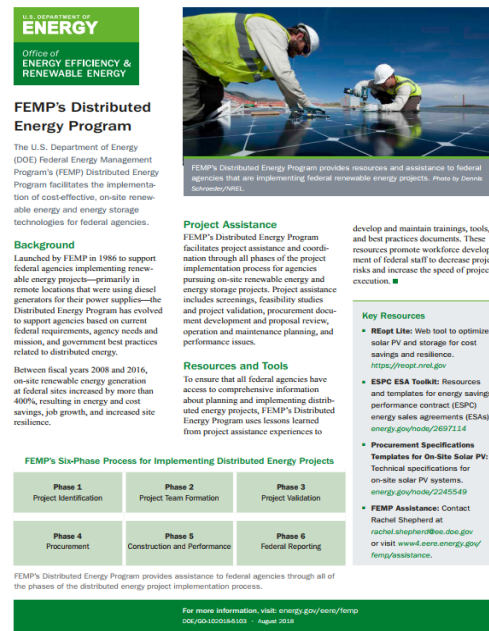 U.S. DEPARTMENT OF
ENERGY
Office of
ENERGY EFFICIENCY &
RENEWABLE ENERGY
FEMP's Distributed
Energy Program
The U.S. Department of Energy
(DOE) Federal Energy Management
Program's (FEMP) Distributed Energy
Program facilitates the implementa-
tion of cost-effective, on-site renew-
able energy and energy storage
technologies for federal agencies.
FEMP's Distributed Energy Program provides resources and assistance to federal
agencies that are implementing federal renewable energy projects. Photo by Dennis
Schroeder/NREL.
Background
Launched by FEMP in 1986 to support
federal agencies implementing renew-
able energy projects—primarily in
remote locations that were using diesel
generators for their power supplies—the
Distributed Energy Program has evolved
to support agencies based on current
federal requirements, agency needs and
mission, and government best practices
related to distributed energy.
Between fiscal years 2008 and 2016,
on-site renewable energy generation
at federal sites increased by more than
400%, resulting in energy and cost
savings, job growth, and increased site
resilience.
Project Assistance
FEMP's Distributed Energy Program
facilitates project assistance and coordi-
nation through all phases of the project
implementation process for agencies
pursuing on-site renewable energy and
energy storage projects. Project assistance
includes screenings, feasibility studies
and project validation, procurement docu-
ment development and proposal review,
operation and maintenance planning, and
performance issues.
Resources and Tools
To ensure that all federal agencies have
access to comprehensive information
about planning and implementing distrib-
uted energy projects, FEMP's Distributed
Energy Program uses lessons learned
from project assistance experiences to
develop and maintain trainings, tools,
and best practices documents. These
resources promote workforce develop
ment of federal staff to decrease proje
risks and increase the speed of projec
execution. ■
Key Resources
▪ REopt Lite: Web tool to optimize
solar PV and storage for cost
savings and resilience.
https://reopt.nrel.gov
▪ ESPC ESA Toolkit: Resources
and templates for energy saving
performance contract (ESPC)
energy sales agreements (ESAs)
energy.gov/node/2697114
▪ Procurement Specifications
Templates for On-Site Solar PV:
Technical specifications for
on-site solar PV systems.
energy.gov/node/2245549
▪ FEMP Assistance: Contact
Rachel Shepherd at
rachel.shepherd@ee.doe.gov
or visit www4.eere.energy.gov/
femp/assistance.
FEMP's Six-Phase Process for Implementing Distributed Energy Projects
Phase 1
Project Identification
Phase 2
Project Team Formation
Phase 3
Project Validation
Phase 4
Procurement
Phase 5
Construction and Performance
Phase 6
Federal Reporting
FEMP's Distributed Energy Program provides assistance to federal agencies through all of
the phases of the distributed energy project implementation process.
For more information, visit: energy.gov/eere/femp
DOE/GO-102018-5103 · August 2018